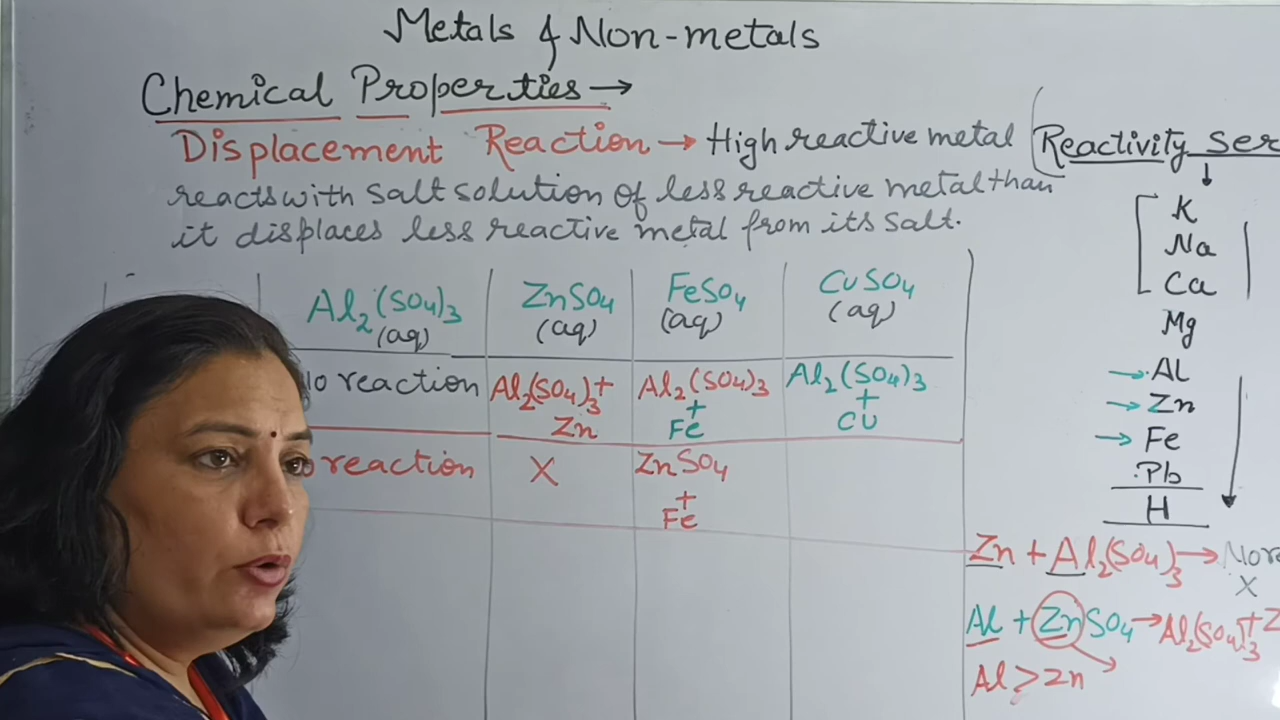 Metals & Non-metals
Chemical Properties →
Displacement Reaction → High reactive metal
reacts with salt solution of less reactive metal than
it displaces less reactive metal from its salt.
Al₂(SO₄)₃ (aq)
ZnSO₄ (aq)
FeSO₄ (aq)
CuSO₄ (aq)
reaction
Al₂(SO₄)₃ + Zn
Al₂(SO₄)₃ + Fe
Al₂(SO₄)₃ + Cu
reaction
X
ZnSO₄ + Fe
Reactivity Ser
↓
K
Na
Ca
Mg
→ Al
→ Zn
→ Fe
Pb
H
Zn + Al₂(SO₄)₃ → No re
X
Al + ZnSO₄ → Al₂(SO₄)₃ + Z
Al > Zn